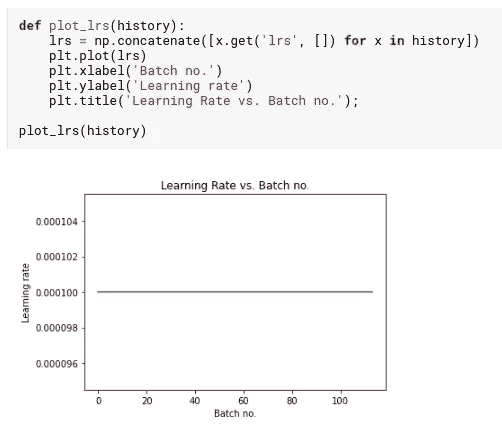 def plot_lrs(history):
    lrs = np.concatenate([x.get('lrs', []) for x in history])
    plt.plot(lrs)
    plt.xlabel('Batch no.')
    plt.ylabel('Learning rate')
    plt.title('Learning Rate vs. Batch no.');
plot_lrs(history)
Learning Rate vs. Batch no.
0.000104
0.000102
0.000100
0.000098
0.000096
Learning rate
0 20 40 60 80 100
Batch no.